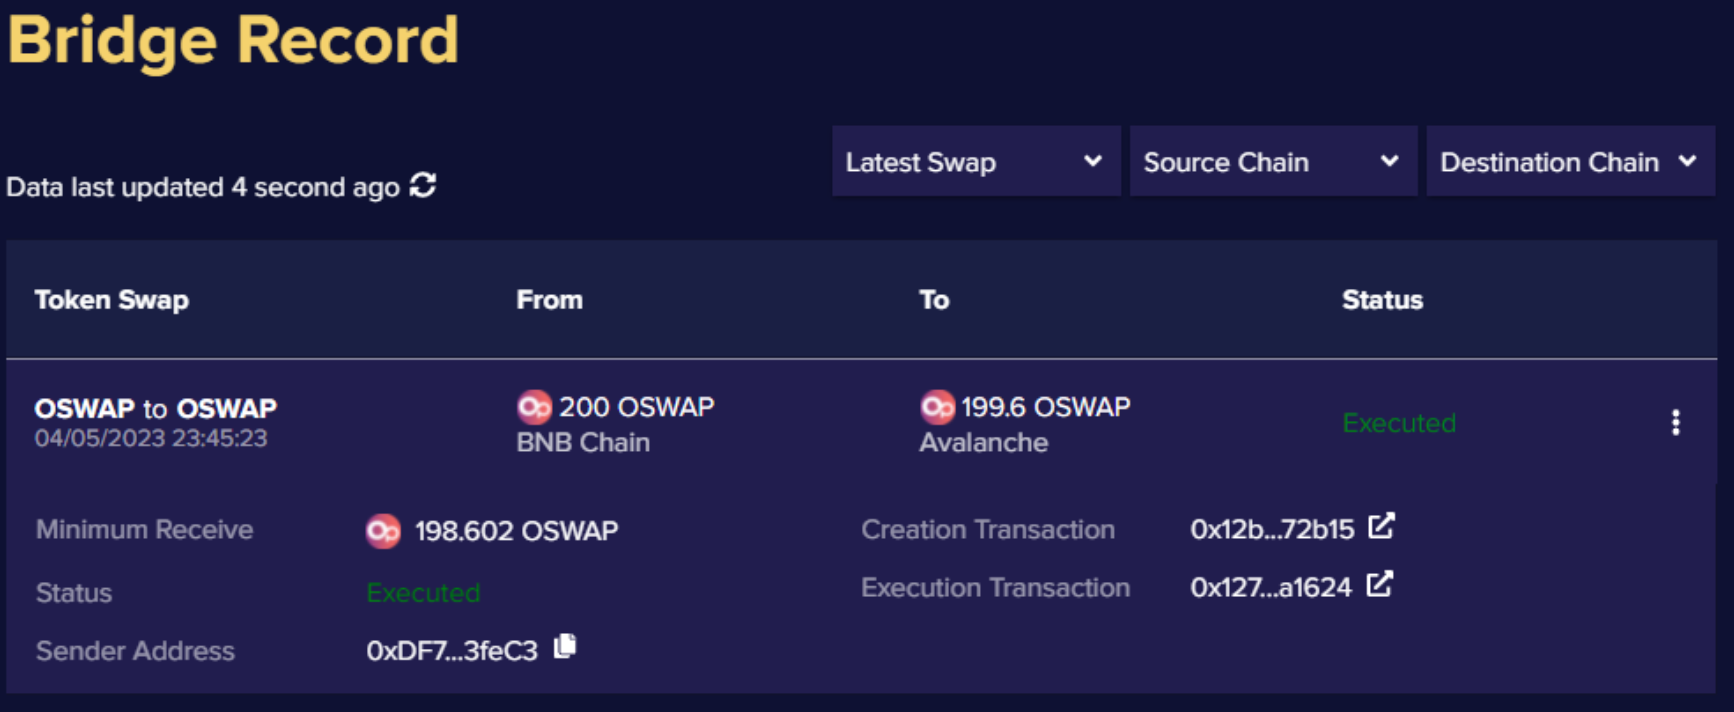 Bridge Record
Data last updated 4 second ago
Latest Swap Source Chain Destination Chain
Token Swap From To Status
OSWAP to OSWAP 200 OSWAP 199.6 OSWAP Executed
04/05/2023 23:45:23 BNB Chain Avalanche
Minimum Receive 198.602 OSWAP Creation Transaction 0x12b...72b15
Status Executed Execution Transaction 0x127...a1624
Sender Address 0xDF7...3feC3